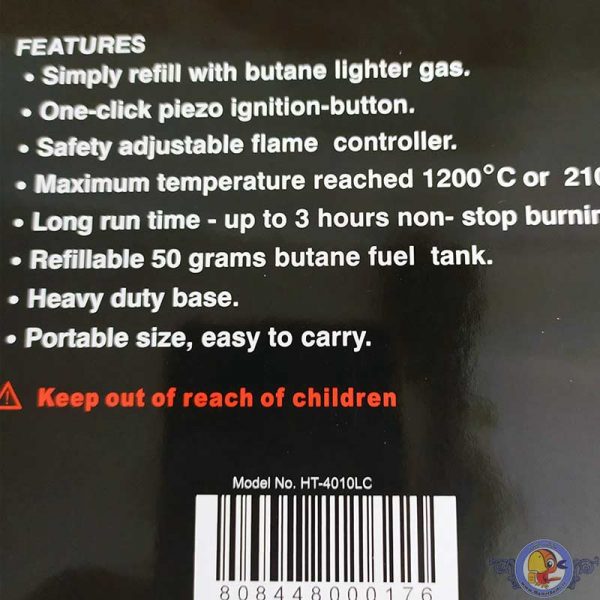 FEATURES
• Simply refill with butane lighter gas.
• One-click piezo ignition-button.
• Safety adjustable flame controller.
• Maximum temperature reached 1200°C or 210
• Long run time - up to 3 hours non- stop burnin
• Refillable 50 grams butane fuel tank.
• Heavy duty base.
• Portable size, easy to carry.
Keep out of reach of children
Model No. HT-4010LC
808448000176